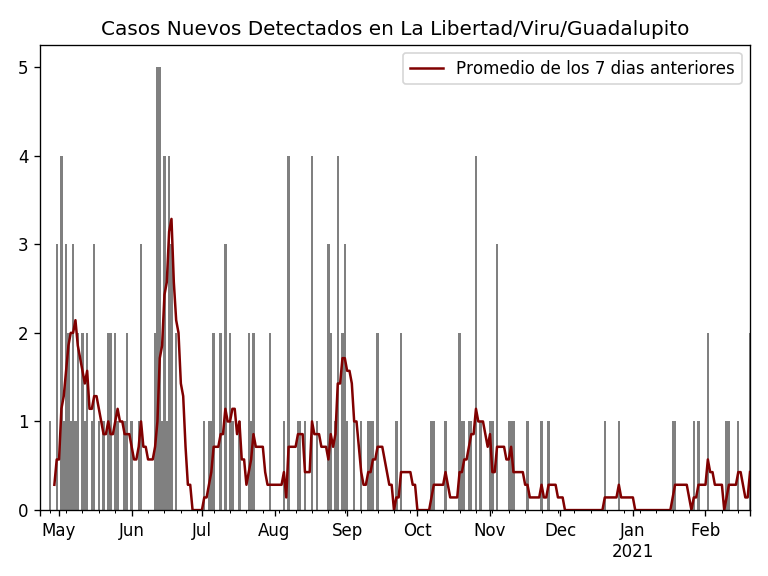 Casos Nuevos Detectados en La Libertad/Viru/Guadalupito
Promedio de los 7 dias anteriores
5
4
3
2
1
0
May Jun Jul Aug Sep Oct Nov Dec Jan Feb
2021